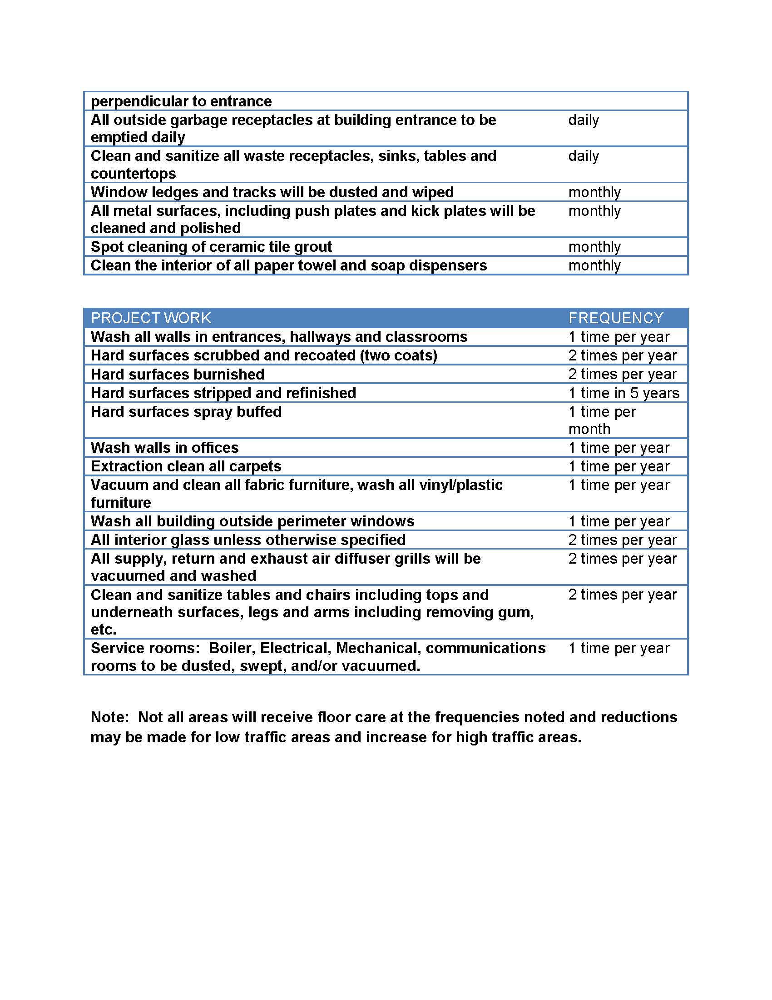 perpendicular to entrance
All outside garbage receptacles at building entrance to be daily
emptied daily
Clean and sanitize all waste receptacles, sinks, tables and daily
countertops
Window ledges and tracks will be dusted and wiped monthly
All metal surfaces, including push plates and kick plates will be monthly
cleaned and polished
Spot cleaning of ceramic tile grout monthly
Clean the interior of all paper towel and soap dispensers monthly
PROJECT WORK FREQUENCY
Wash all walls in entrances, hallways and classrooms 1 time per year
Hard surfaces scrubbed and recoated (two coats) 2 times per year
Hard surfaces burnished 2 times per year
Hard surfaces stripped and refinished 1 time in 5 years
Hard surfaces spray buffed 1 time per
month
Wash walls in offices 1 time per year
Extraction clean all carpets 1 time per year
Vacuum and clean all fabric furniture, wash all vinyl/plastic 1 time per year
furniture
Wash all building outside perimeter windows 1 time per year
All interior glass unless otherwise specified 2 times per year
All supply, return and exhaust air diffuser grills will be 2 times per year
vacuumed and washed
Clean and sanitize tables and chairs including tops and 2 times per year
underneath surfaces, legs and arms including removing gum,
etc.
Service rooms:  Boiler, Electrical, Mechanical, communications 1 time per year
rooms to be dusted, swept, and/or vacuumed.
Note:  Not all areas will receive floor care at the frequencies noted and reductions
may be made for low traffic areas and increase for high traffic areas.